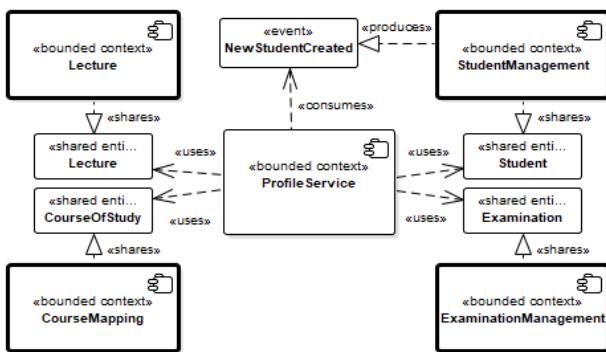 «bounded context»
Lecture
«event»
NewStudentCreated
«produces»
«bounded context»
StudentManagement
«shares»
«consumes»
«shares»
«shared enti...
Lecture
«uses»
«bounded context»
ProfileService
«uses»
«shared enti...
Student
«shared enti...
CourseOfStudy
«uses»
«uses»
«shared enti...
Examination
«shares»
«shares»
«bounded context»
CourseMapping
«bounded context»
ExaminationManagement